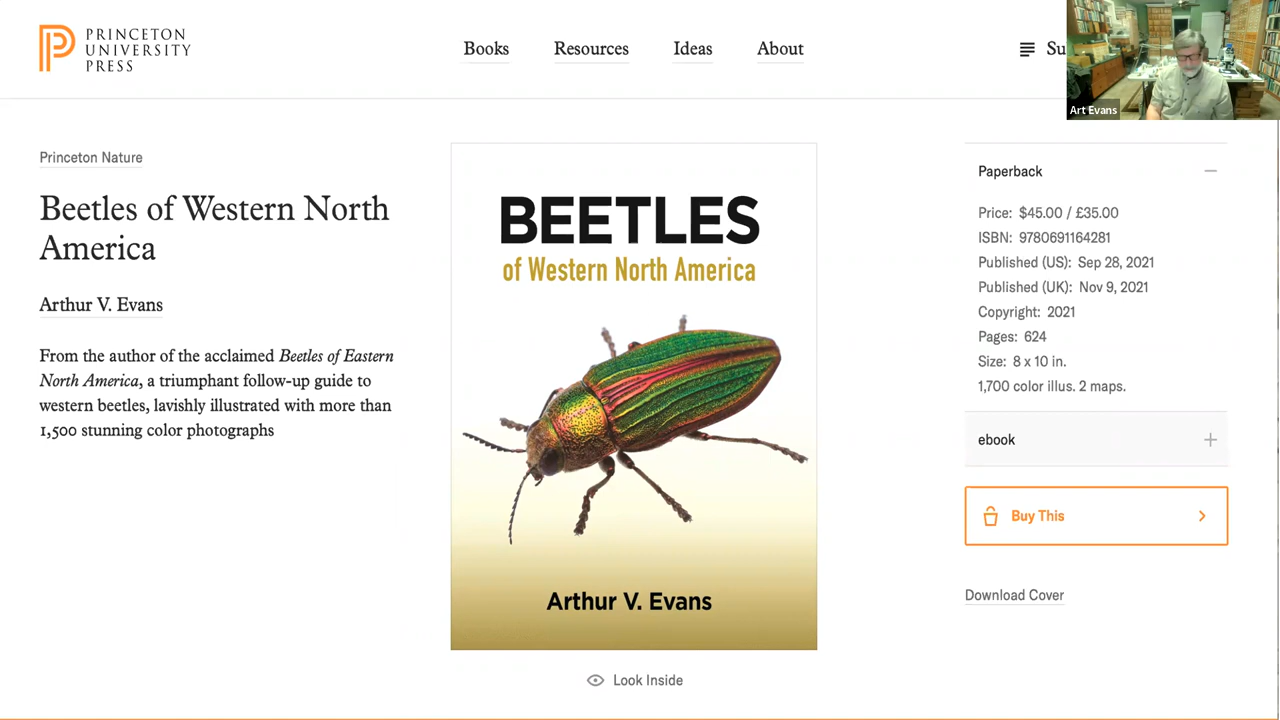 PRINCETON
UNIVERSITY
PRESS
Books
Resources
Ideas
About
Su
Art Evans
Princeton Nature
Beetles of Western North
America
Arthur V. Evans
From the author of the acclaimed Beetles of Eastern
North America, a triumphant follow-up guide to
western beetles, lavishly illustrated with more than
1,500 stunning color photographs
BEETLES
of Western North America
Arthur V. Evans
Look Inside
Paperback
Price: $45.00 / £35.00
ISBN: 9780691164281
Published (US): Sep 28, 2021
Published (UK): Nov 9, 2021
Copyright: 2021
Pages: 624
Size: 8 x 10 in.
1,700 color illus. 2 maps.
ebook
Buy This
Download Cover